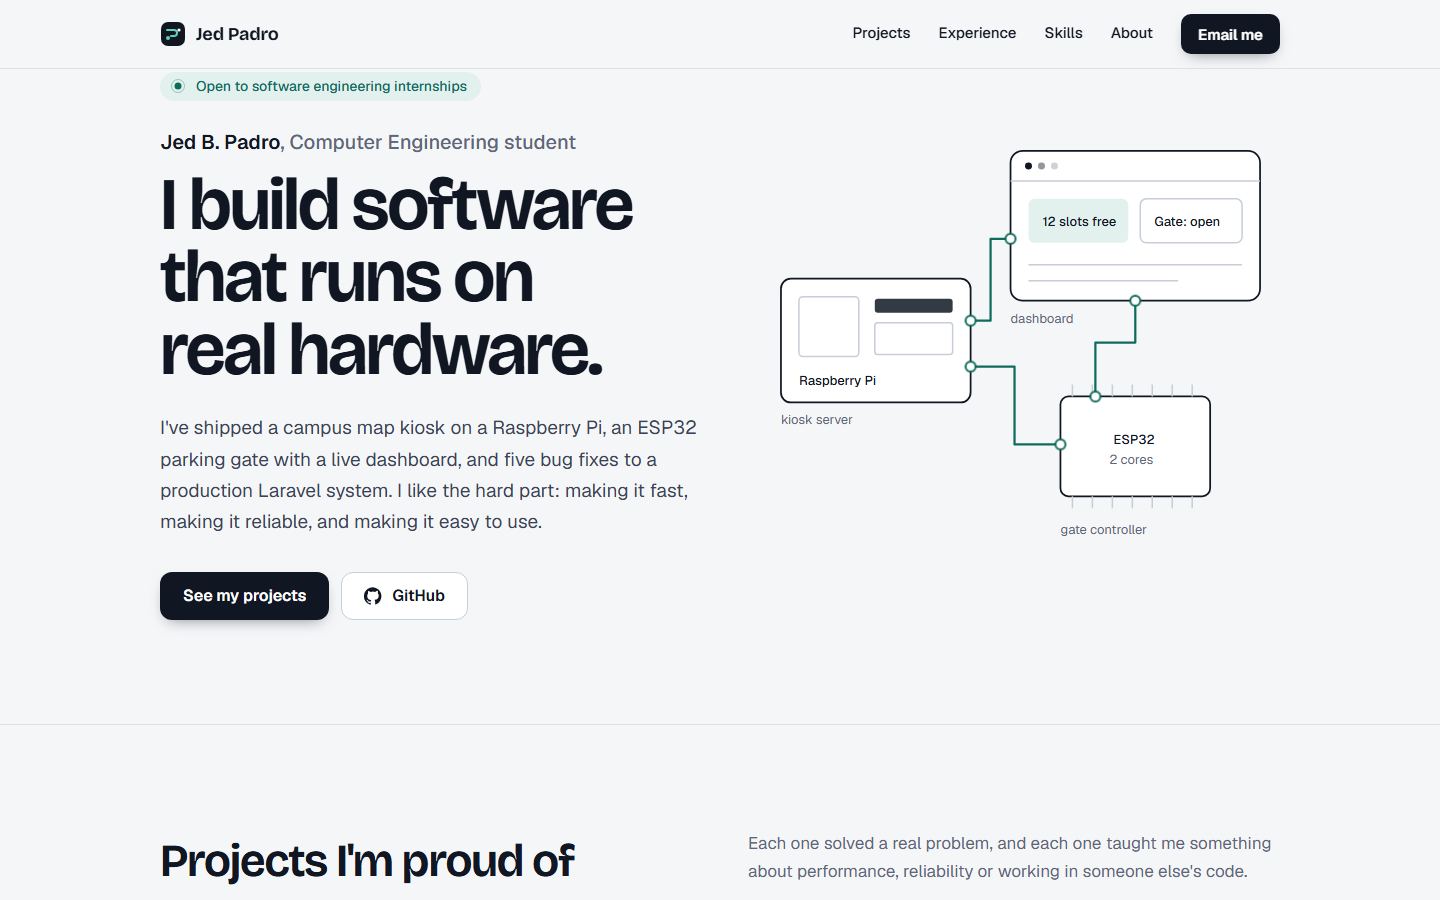 Jed Padro
Projects
Experience
Skills
About
Email me
Open to software engineering internships
Jed B. Padro, Computer Engineering student
I build software
that runs on
real hardware.
I've shipped a campus map kiosk on a Raspberry Pi, an ESP32
parking gate with a live dashboard, and five bug fixes to a
production Laravel system. I like the hard part: making it fast,
making it reliable, and making it easy to use.
See my projects
GitHub
12 slots free
Gate: open
dashboard
Raspberry Pi
kiosk server
ESP32
2 cores
gate controller
Projects I'm proud of
Each one solved a real problem, and each one taught me something
about performance, reliability or working in someone else's code.